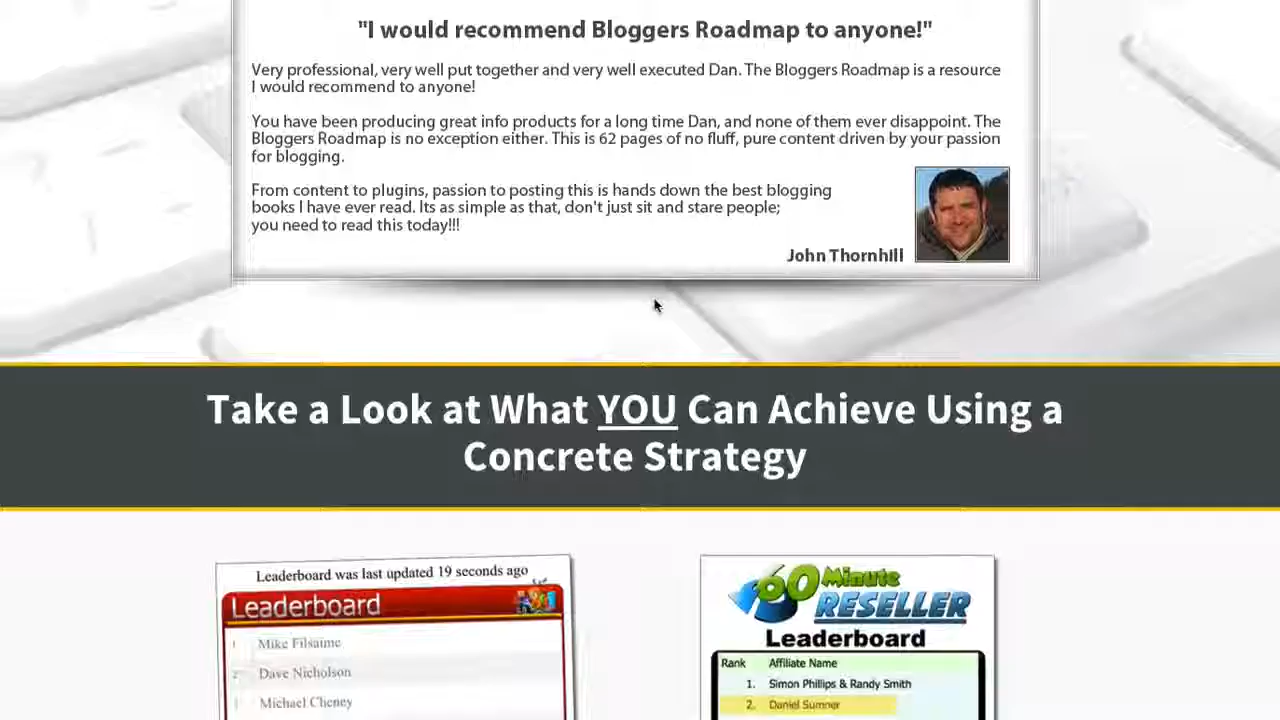 "I would recommend Bloggers Roadmap to anyone!"
Very professional, very well put together and very well executed Dan. The Bloggers Roadmap is a resource
I would recommend to anyone!
You have been producing great info products for a long time Dan, and none of them ever disappoint. The
Bloggers Roadmap is no exception either. This is 62 pages of no fluff, pure content driven by your passion
for blogging.
From content to plugins, passion to posting this is hands down the best blogging
books I have ever read. Its as simple as that, don't just sit and stare people;
you need to read this today!!!
John Thornhill
Take a Look at What YOU Can Achieve Using a
Concrete Strategy
Leaderboard was last updated 19 seconds ago
Leaderboard
Mike Filsaime
Dave Nicholson
Michael Cheney
60 Minute
RESELLER
Leaderboard
Rank Affiliate Name
1. Simon Phillips & Randy Smith
2. Daniel Sumner